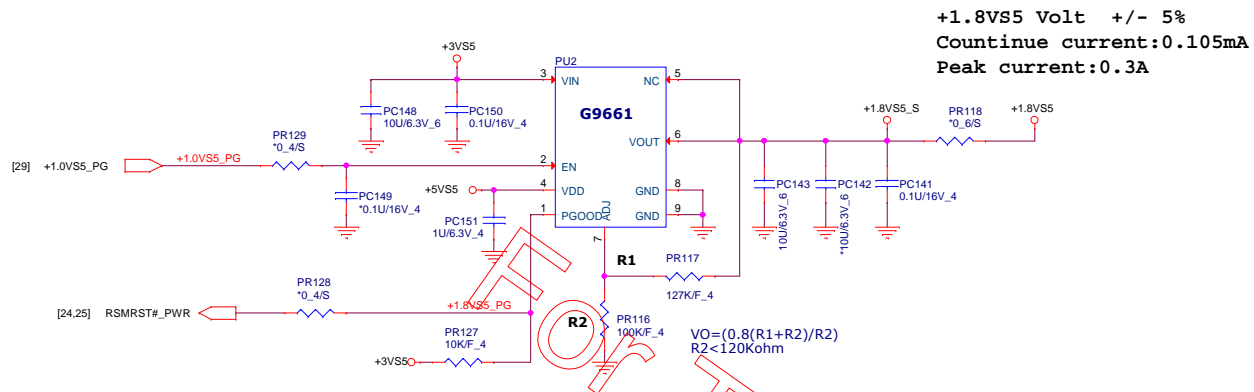 +1.8VS5 Volt +/- 5%
Countinue current:0.105mA
Peak current:0.3A
+3VS5
PU2
3
VIN
NC
5
G9661
PC148
10U/6.3V_6
PC150
0.1U/16V_4
+1.8VS5_S
PR118
*0_6/S
+1.8VS5
VOUT
6
PR129
*0_4/S
[29] +1.0VS5_PG
+1.0VS5_PG
2
EN
PC149
*0.1U/16V_4
+5VS5
4
VDD
GND
8
PC143
10U/6.3V_6
PC142
*10U/6.3V_6
PC141
0.1U/16V_4
1
PGOOD
ADJ
GND
9
PC151
1U/6.3V_4
7
R1
PR117
127K/F_4
PR128
*0_4/S
[24,25] RSMRST#_PWR
+1.8VS5_PG
R2
PR116
100K/F_4
VO=(0.8(R1+R2)/R2)
R2<120Kohm
PR127
10K/F_4
+3VS5
For